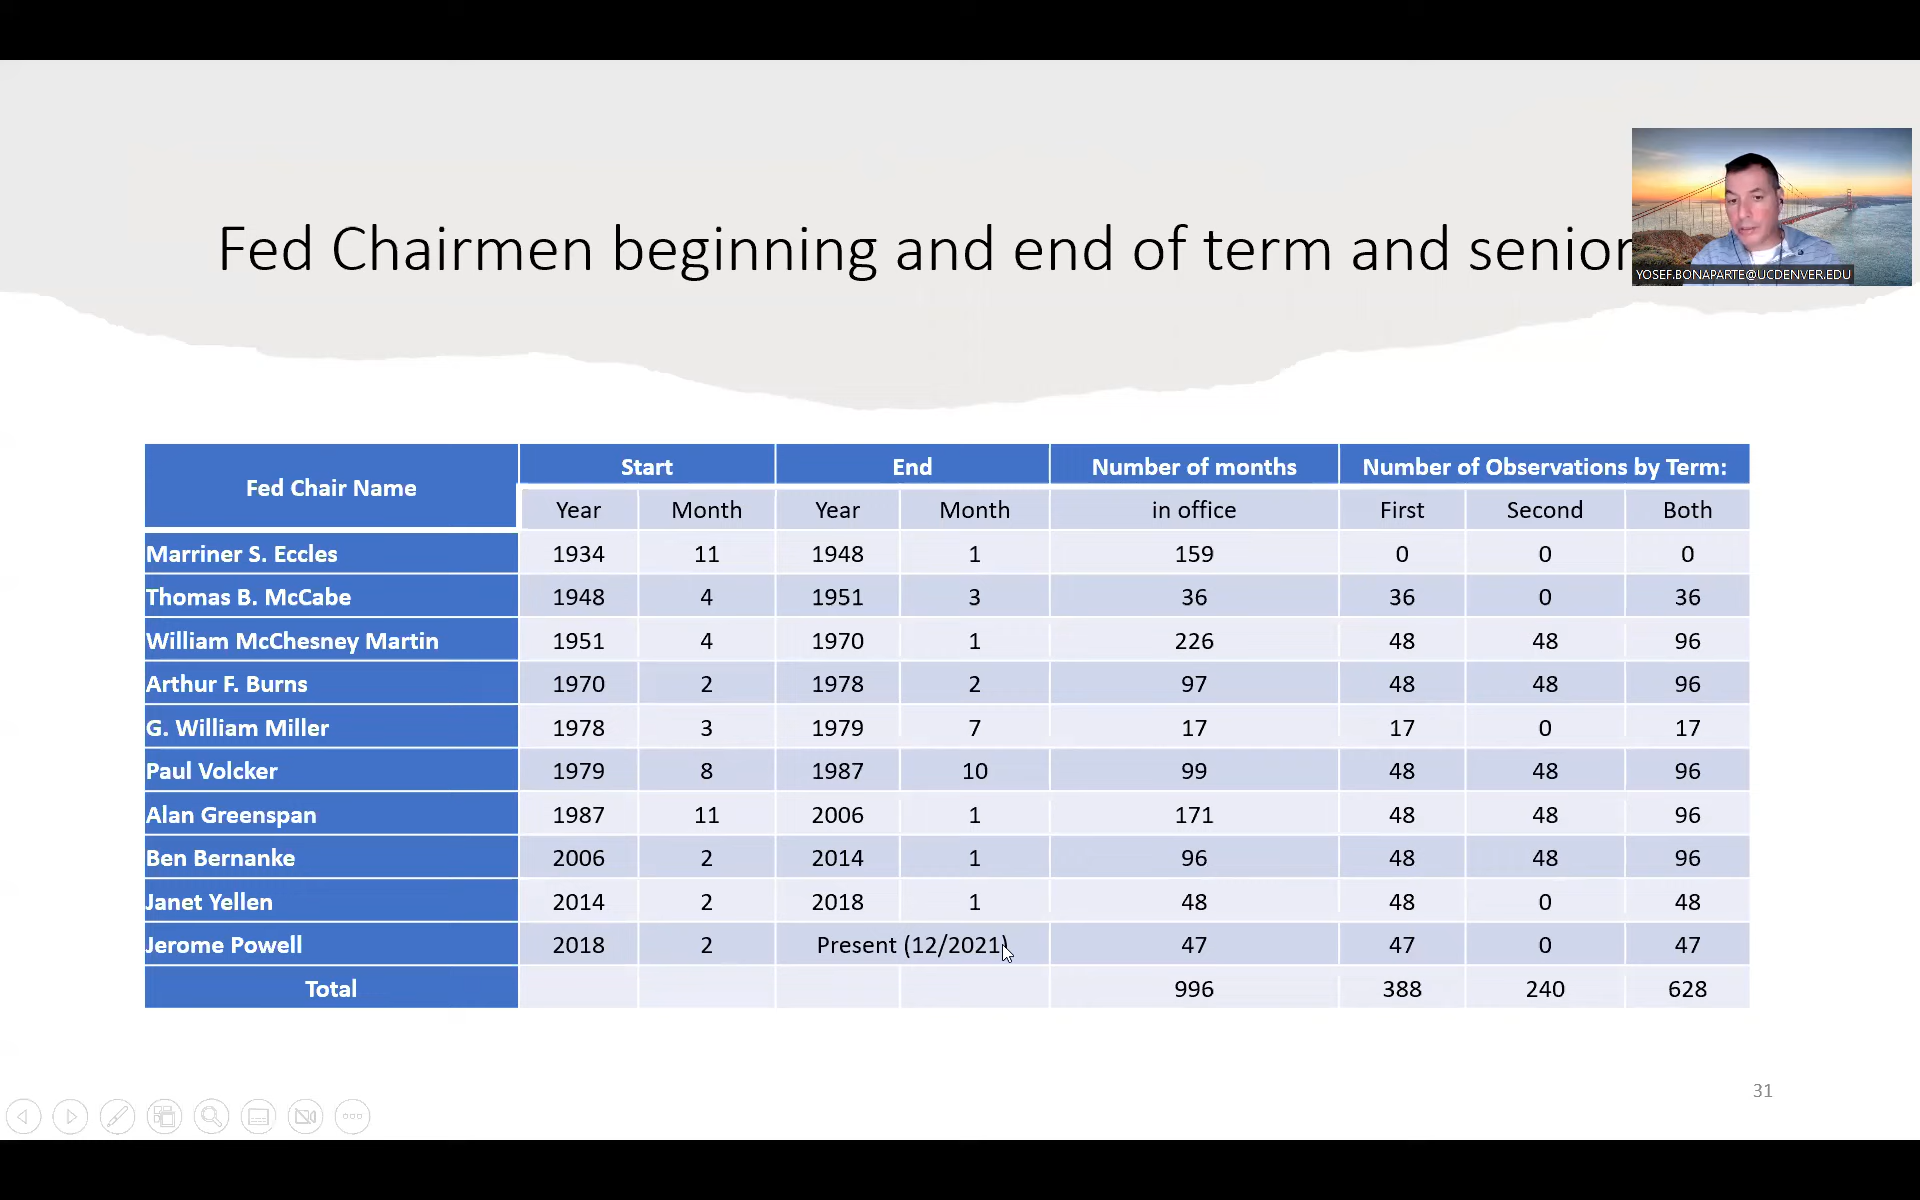 Fed Chairmen beginning and end of term and senior
YOSEF.BONAPARTE@UCDENVER.EDU
Fed Chair Name Start End Number of months Number of Observations by Term:
Year Month Year Month in office First Second Both
Marriner S. Eccles 1934 11 1948 1 159 0 0 0
Thomas B. McCabe 1948 4 1951 3 36 36 0 36
William McChesney Martin 1951 4 1970 1 226 48 48 96
Arthur F. Burns 1970 2 1978 2 97 48 48 96
G. William Miller 1978 3 1979 7 17 17 0 17
Paul Volcker 1979 8 1987 10 99 48 48 96
Alan Greenspan 1987 11 2006 1 171 48 48 96
Ben Bernanke 2006 2 2014 1 96 48 48 96
Janet Yellen 2014 2 2018 1 48 48 0 48
Jerome Powell 2018 2 Present (12/2021) 47 47 0 47
Total 996 388 240 628
31